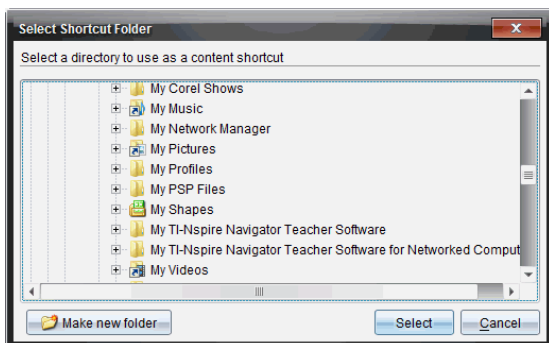 Select Shortcut Folder
Select a directory to use as a content shortcut
My Corel Shows
My Music
My Network Manager
My Pictures
My Profiles
My PSP Files
My Shapes
My TI-Nspire Navigator Teacher Software
My TI-Nspire Navigator Teacher Software for Networked Comput
My Videos
Make new folder
Select
Cancel